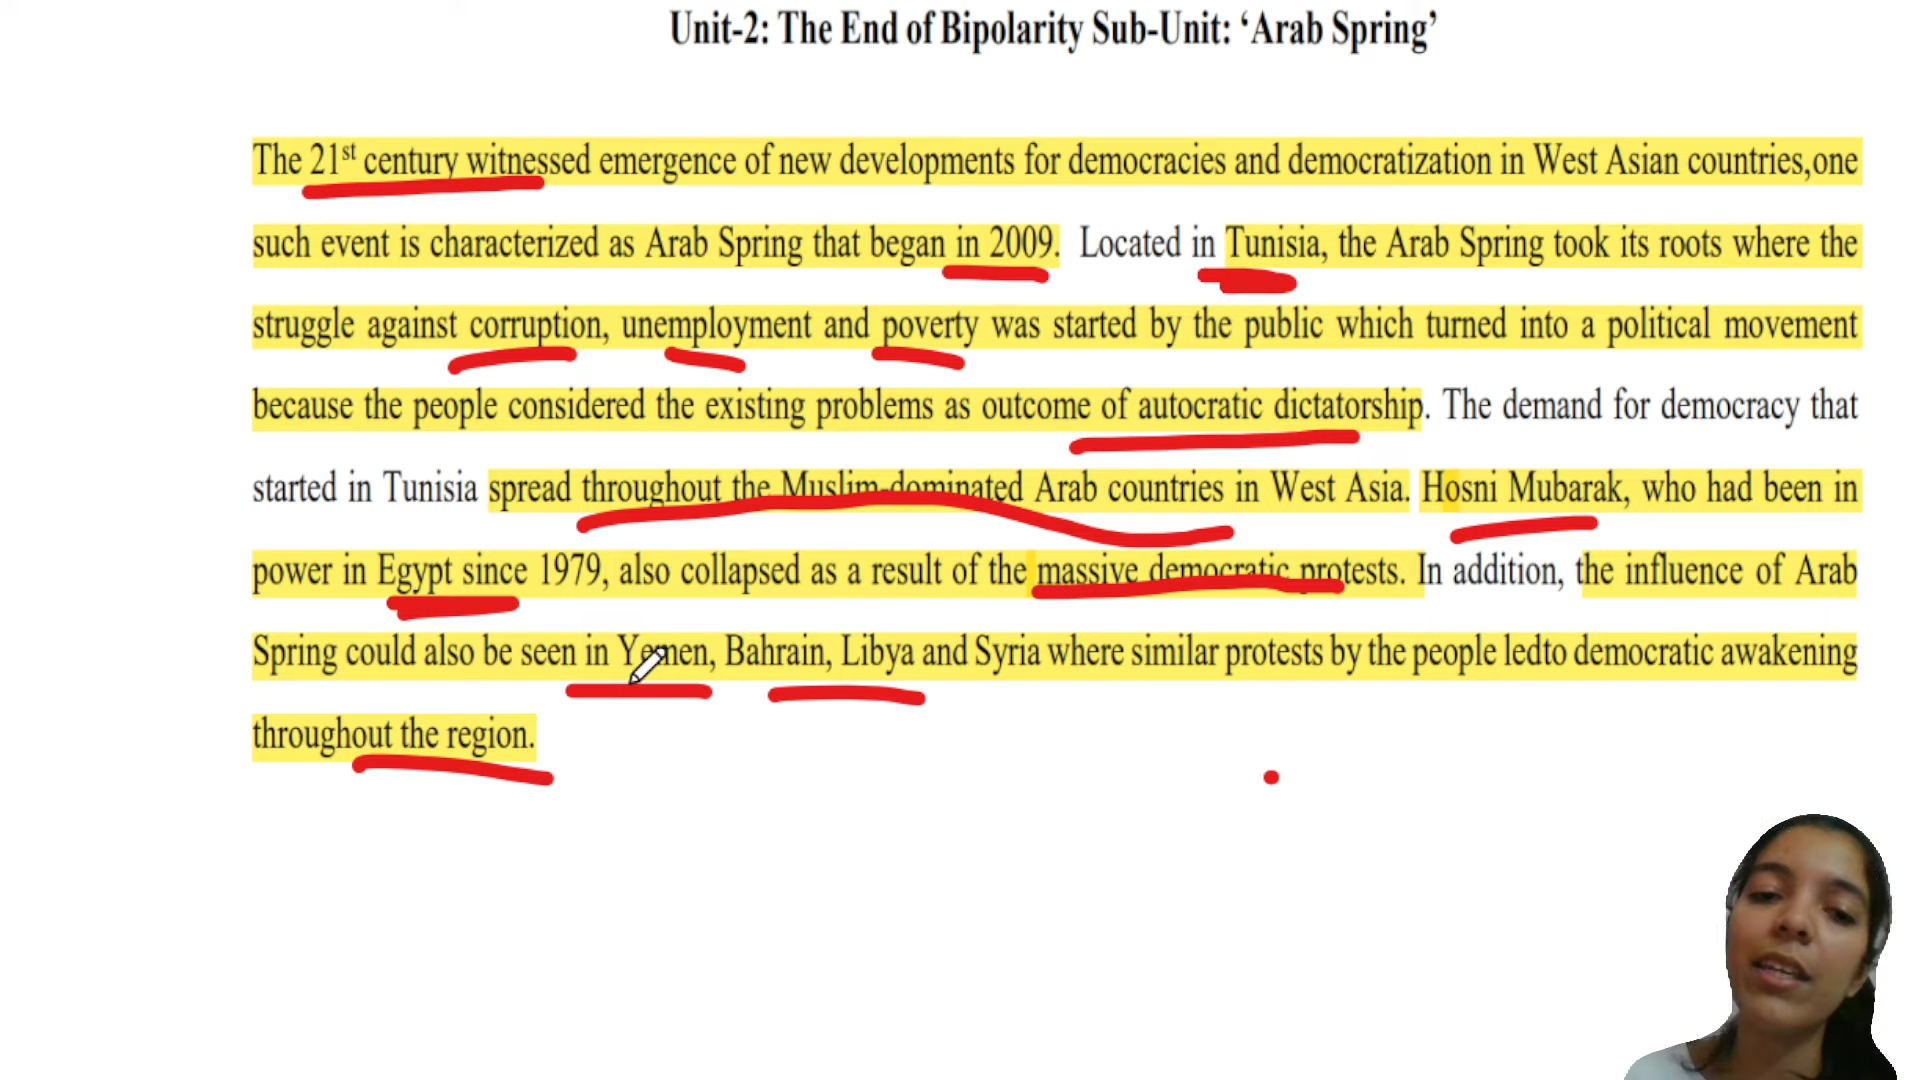 Unit-2: The End of Bipolarity Sub-Unit: ‘Arab Spring’
The 21st century witnessed emergence of new developments for democracies and democratization in West Asian countries,one
such event is characterized as Arab Spring that began in 2009. Located in Tunisia, the Arab Spring took its roots where the
struggle against corruption, unemployment and poverty was started by the public which turned into a political movement
because the people considered the existing problems as outcome of autocratic dictatorship. The demand for democracy that
started in Tunisia spread throughout the Muslim-dominated Arab countries in West Asia. Hosni Mubarak, who had been in
power in Egypt since 1979, also collapsed as a result of the massive democratic protests. In addition, the influence of Arab
Spring could also be seen in Yemen, Bahrain, Libya and Syria where similar protests by the people ledto democratic awakening
throughout the region.